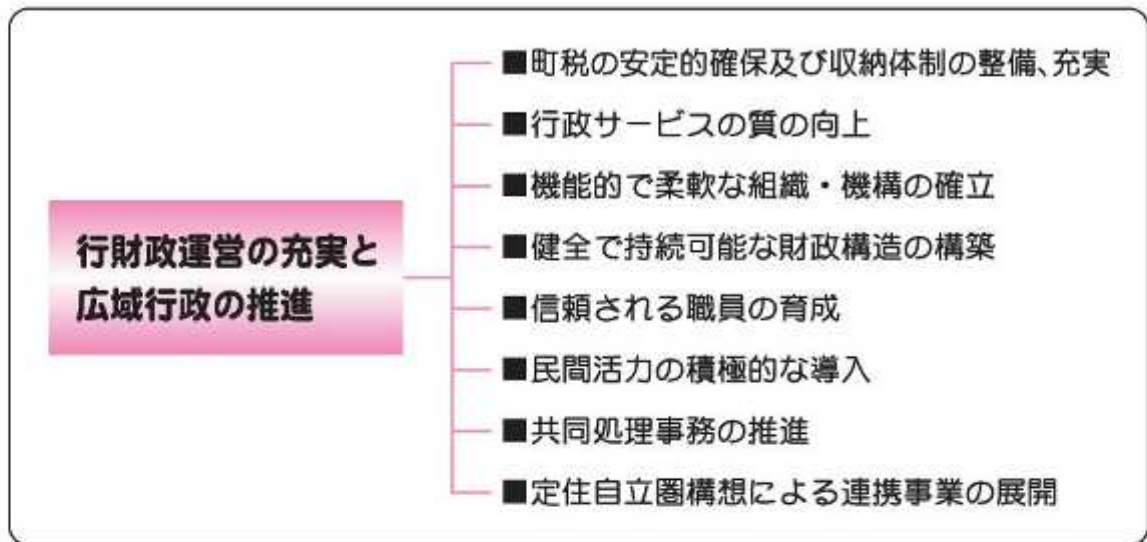 行財政運営の充実と
広域行政の推進
■町税の安定的確保及び収納体制の整備、充実
■行政サービスの質の向上
■機能的で柔軟な組織・機構の確立
■健全で持続可能な財政構造の構築
■信頼される職員の育成
■民間活力の積極的な導入
■共同処理事務の推進
■定住自立圏構想による連携事業の展開